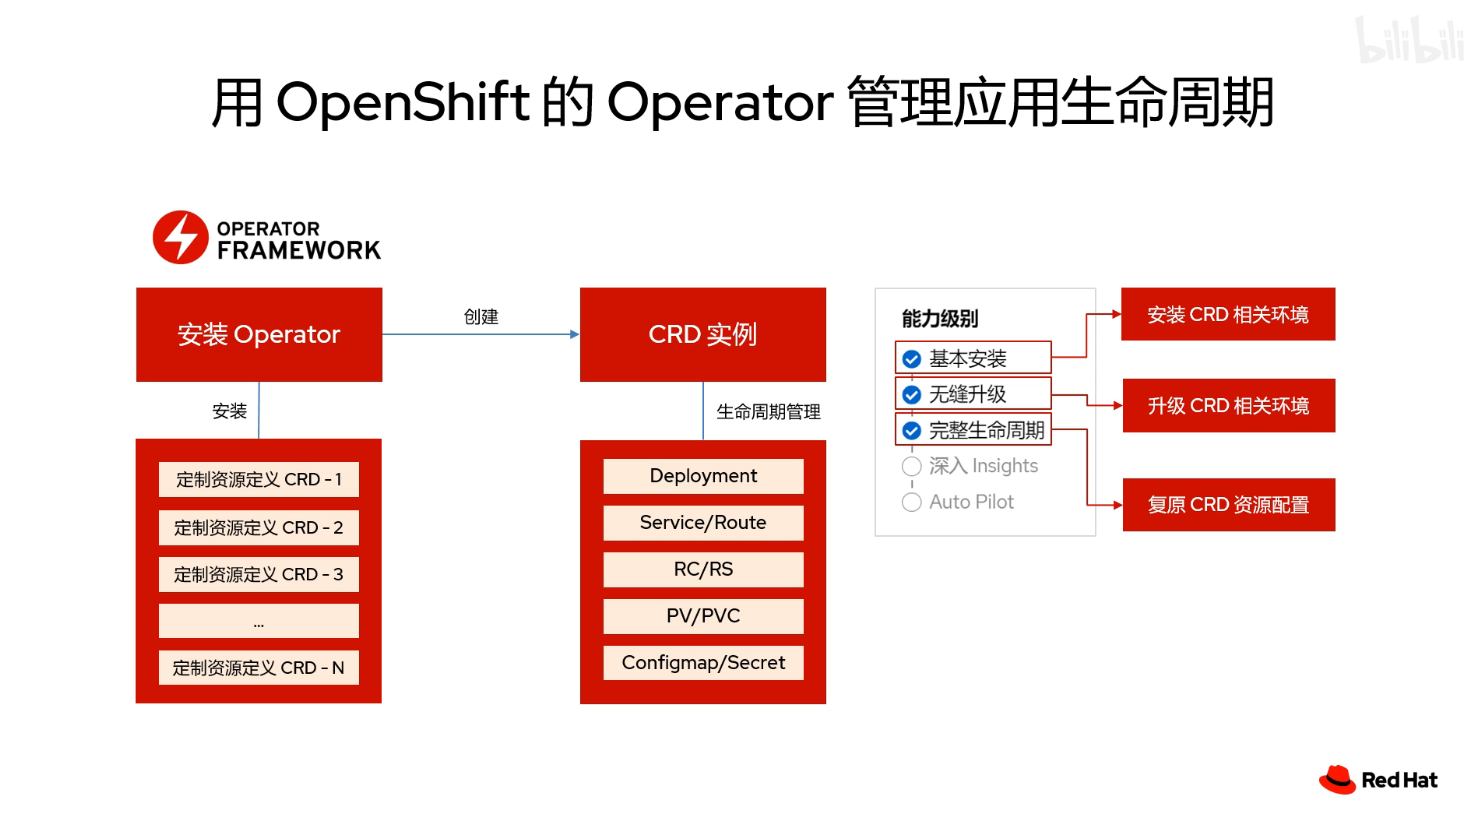 bilibili
用 OpenShift 的 Operator 管理应用生命周期
OPERATOR
FRAMEWORK
安装 Operator
创建
CRD 实例
安装
生命周期管理
定制资源定义 CRD - 1
定制资源定义 CRD - 2
定制资源定义 CRD - 3
...
定制资源定义 CRD - N
Deployment
Service/Route
RC/RS
PV/PVC
Configmap/Secret
能力级别
基本安装
无缝升级
完整生命周期
深入 Insights
Auto Pilot
安装 CRD 相关环境
升级 CRD 相关环境
复原 CRD 资源配置
Red Hat